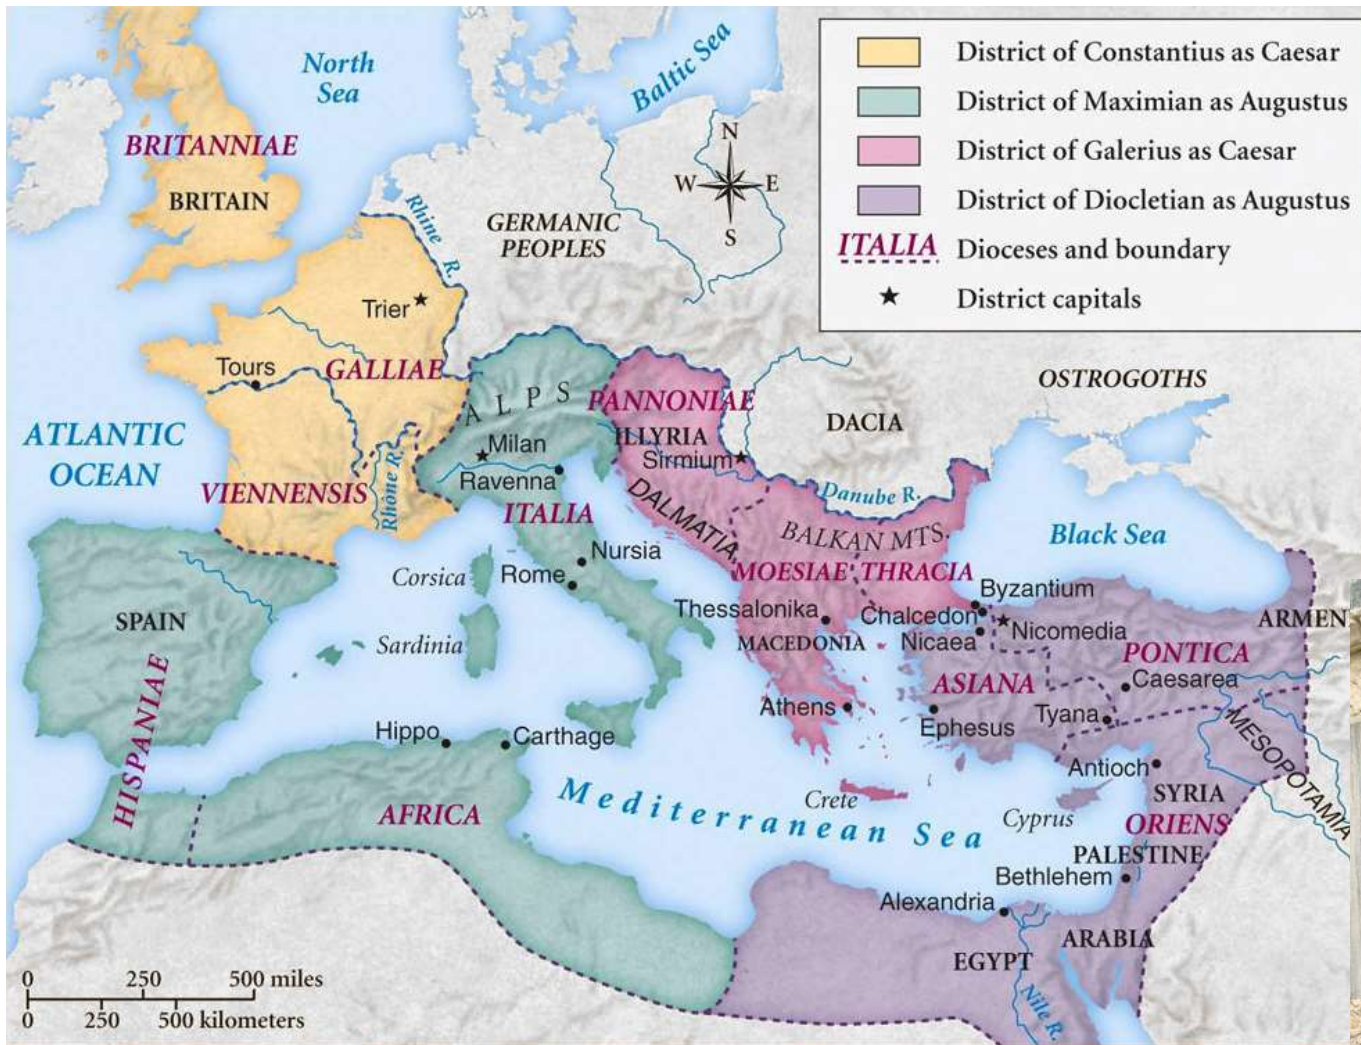 North
Sea
Baltic Sea
District of Constantius as Caesar
District of Maximian as Augustus
District of Galerius as Caesar
District of Diocletian as Augustus
ITALIA Dioceses and boundary
District capitals
N
W E
S
BRITANNIAE
BRITAIN
Rhine R.
GERMANIC
PEOPLES
Trier
Tours
GALLIAE
ALPS
PANNONIAE
ILLYRIA
DACIA
OSTROGOTHS
ATLANTIC
OCEAN
Milan
Sirmium
Ravenna
VIENNENSIS
Rhône R.
ITALIA
DALMATIA
Danube R.
BALKAN MTS.
Black Sea
Nursia
Corsica
Rome
MOESIAE
THRACIA
Byzantium
Thessalonika
Chalcedon
ARMEN
SPAIN
Sardinia
MACEDONIA
Nicaea
Nicomedia
PONTICA
ASIANA
Caesarea
HISPANIAE
Athens
Ephesus
Tyana
MESOPOTAMIA
Hippo
Carthage
Antioch
Crete
Cyprus
SYRIA
AFRICA
Mediterranean Sea
ORIENS
PALESTINE
Bethlehem
Alexandria
ARABIA
EGYPT
Nile R.
0 250 500 miles
0 250 500 kilometers